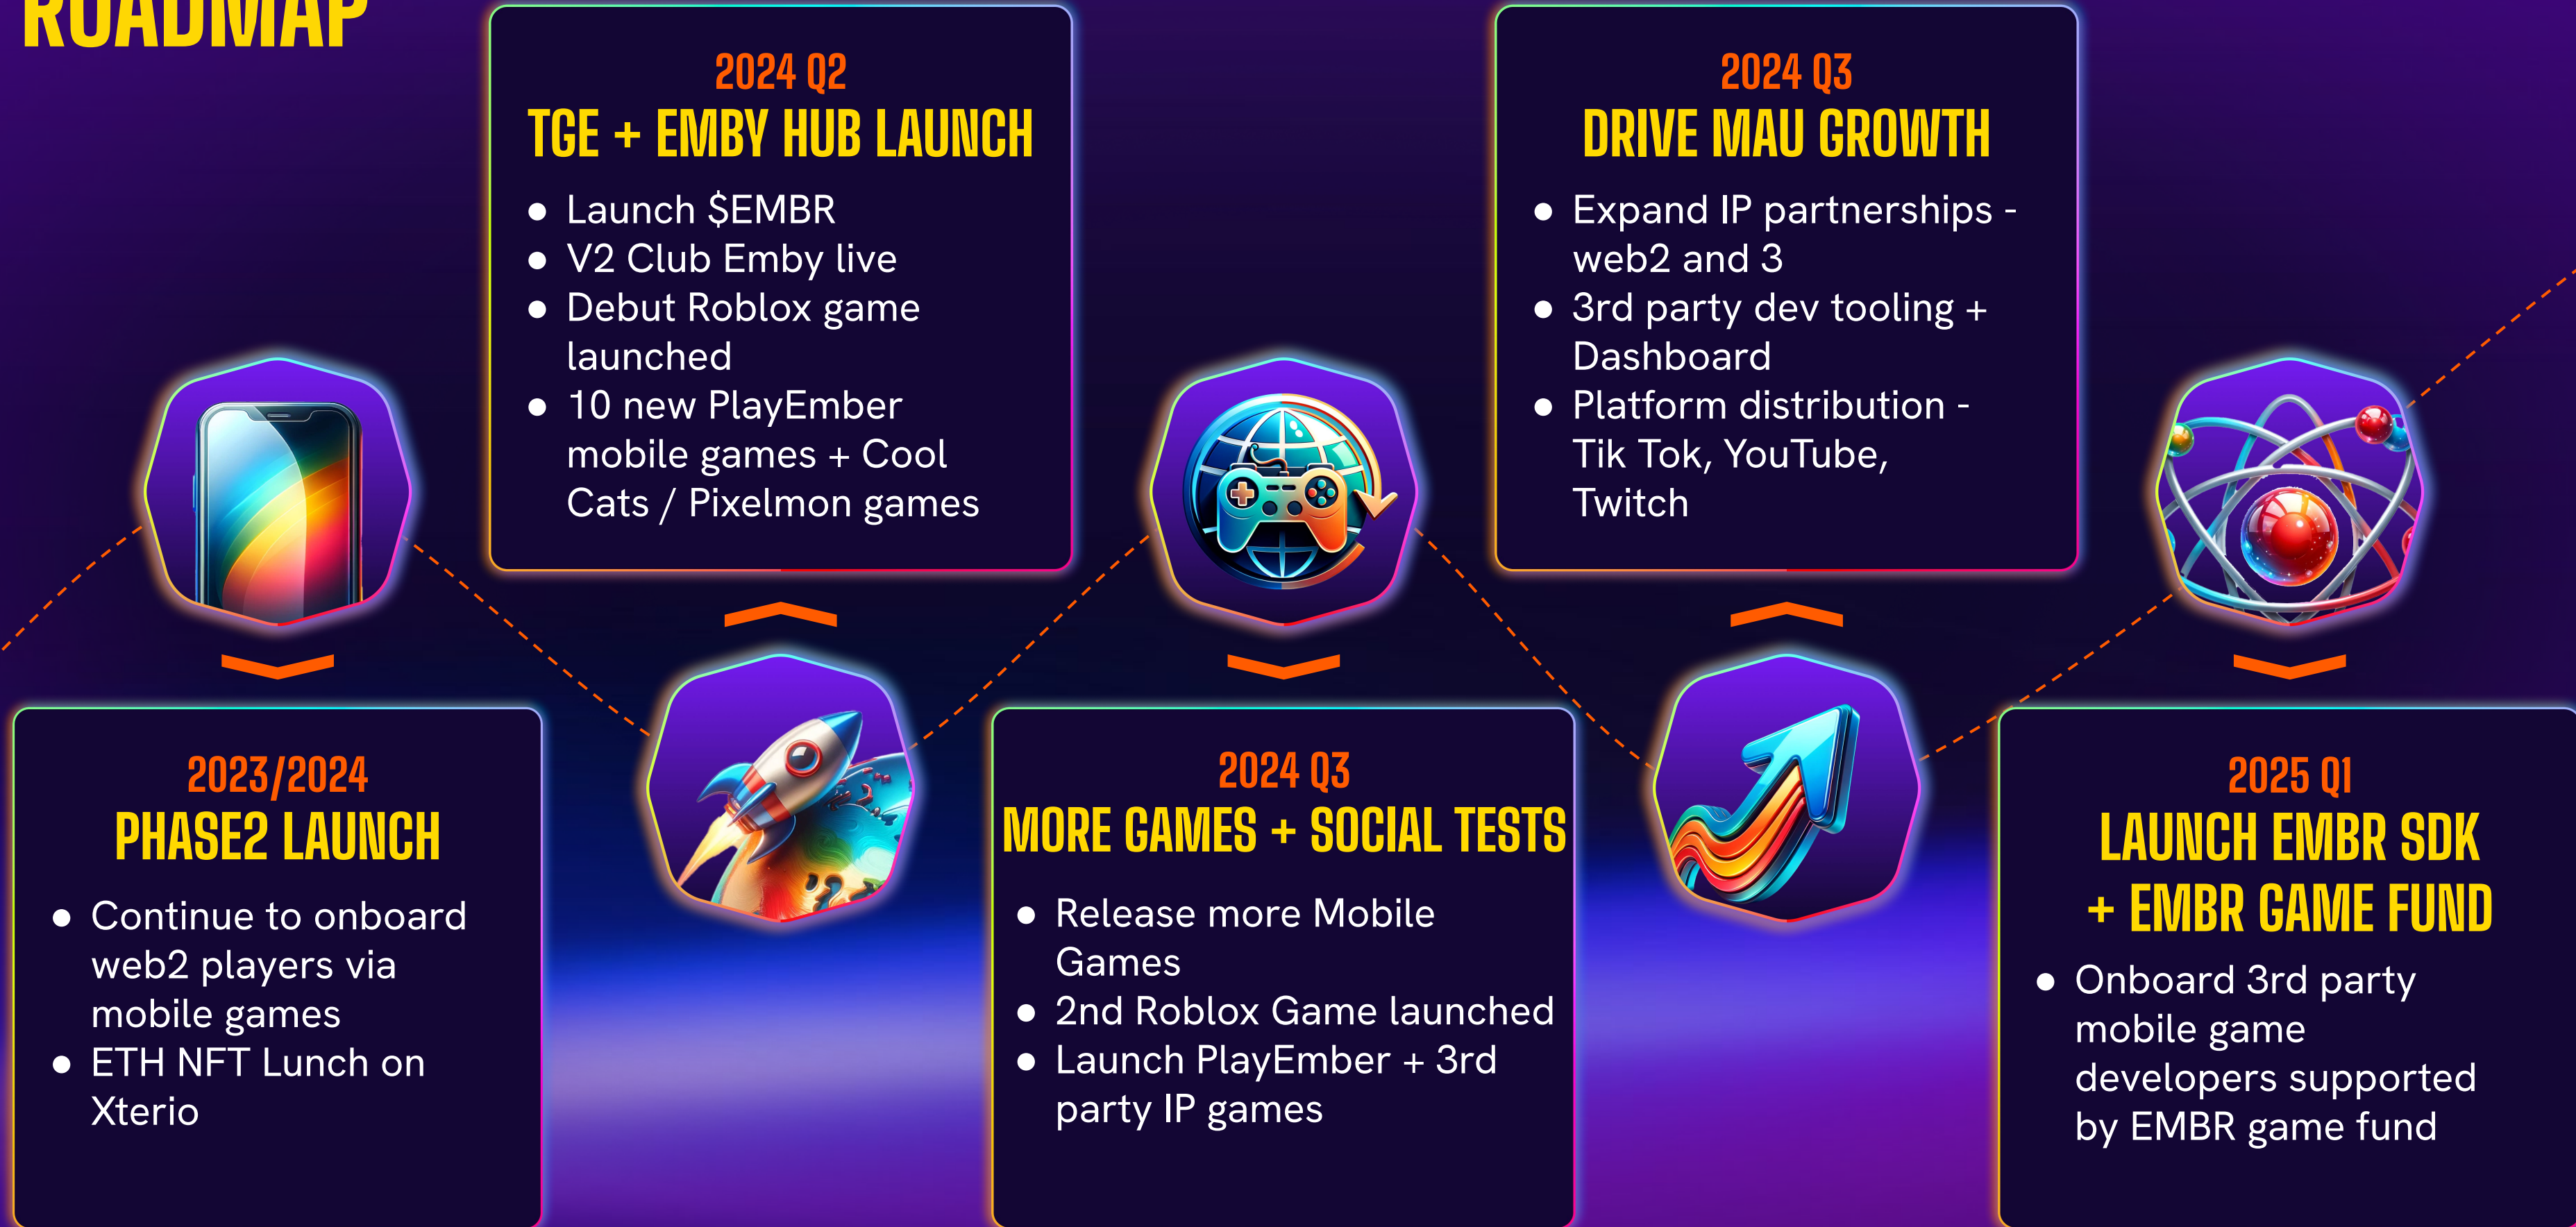 ROADMAP
2023/2024
PHASE2 LAUNCH
● Continue to onboard
web2 players via
mobile games
● ETH NFT Lunch on
Xterio
2024 Q2
TGE + EMBY HUB LAUNCH
● Launch $EMBR
● V2 Club Emby live
● Debut Roblox game
launched
● 10 new PlayEmber
mobile games + Cool
Cats / Pixelmon games
2024 Q3
MORE GAMES + SOCIAL TESTS
● Release more Mobile
Games
● 2nd Roblox Game launched
● Launch PlayEmber + 3rd
party IP games
2024 Q3
DRIVE MAU GROWTH
● Expand IP partnerships -
web2 and 3
● 3rd party dev tooling +
Dashboard
● Platform distribution -
Tik Tok, YouTube,
Twitch
2025 Q1
LAUNCH EMBR SDK
+ EMBR GAME FUND
● Onboard 3rd party
mobile game
developers supported
by EMBR game fund